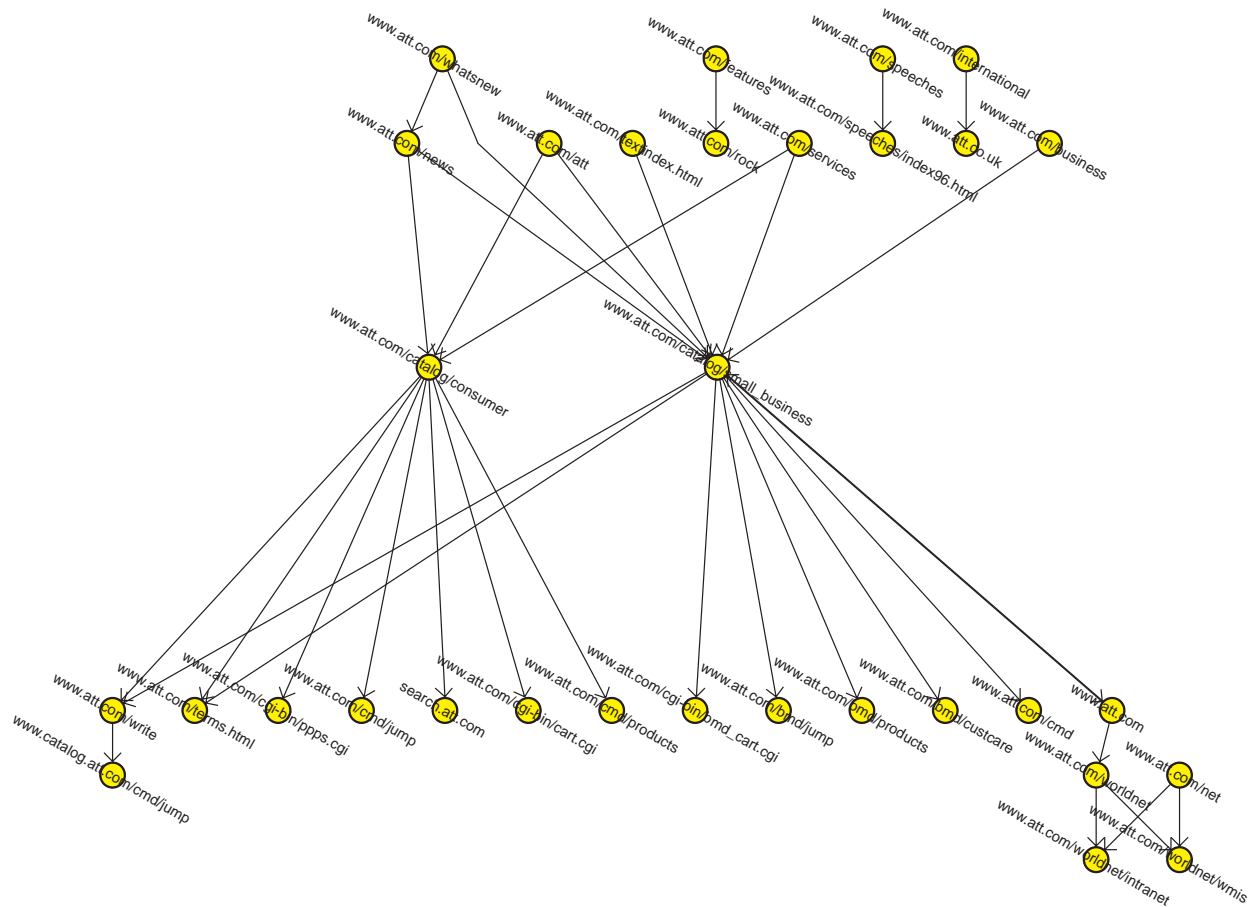 www.att.com/whatsnew
www.att.com/features
www.att.com/speeches
www.att.com/international
www.att.com/news
www.att.com/att
www.att.com/textindex.html
www.att.com/rock
www.att.com/services
www.att.com/speeches/index96.html
www.att.co.uk
www.att.com/business
www.att.com/catalog/consumer
www.att.com/catalog/small_business
www.att.com/write
www.att.com/terms.html
www.att.com/cgi-bin/ppps.cgi
www.att.com/cmd/jump
search.att.com
www.att.com/cgi-bin/cart.cgi
www.att.com/cmd/products
www.att.com/cgi-bin/bmd_cart.cgi
www.att.com/bmd/jump
www.att.com/bmd/products
www.att.com/bmd/custcare
www.att.com/cmd
www.att.com
www.catalog.att.com/cmd/jump
www.att.com/worldnet
www.att.com/net
www.att.com/worldnet/intranet
www.att.com/worldnet/wmis